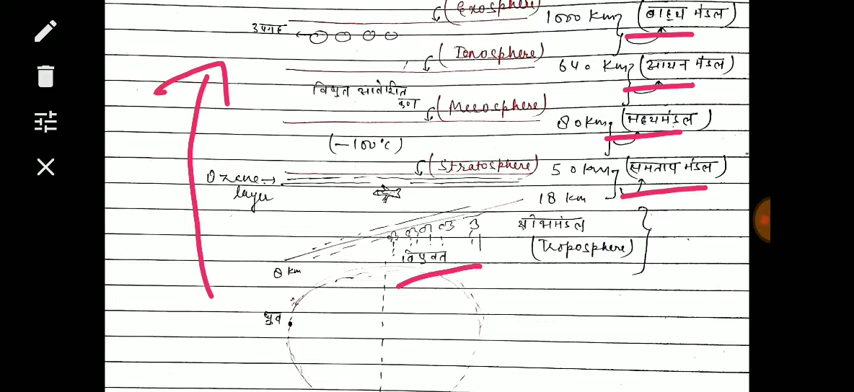 (Exosphere)
1000 Km (बाह्य मंडल)
उपग्रह
(Ionosphere)
640 Km (आयन मंडल)
विद्युत आवेशित
कण
(Mesosphere)
80 Km (मध्यमंडल)
(-100°C)
(Stratosphere)
50 Km (समताप मंडल)
Ozone
layer
18 Km
क्षोभमंडल
विषुवत
(Troposphere)
8 Km
ध्रुव